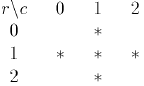 r\c 0 1 2
0 *
1 * * *
2 *